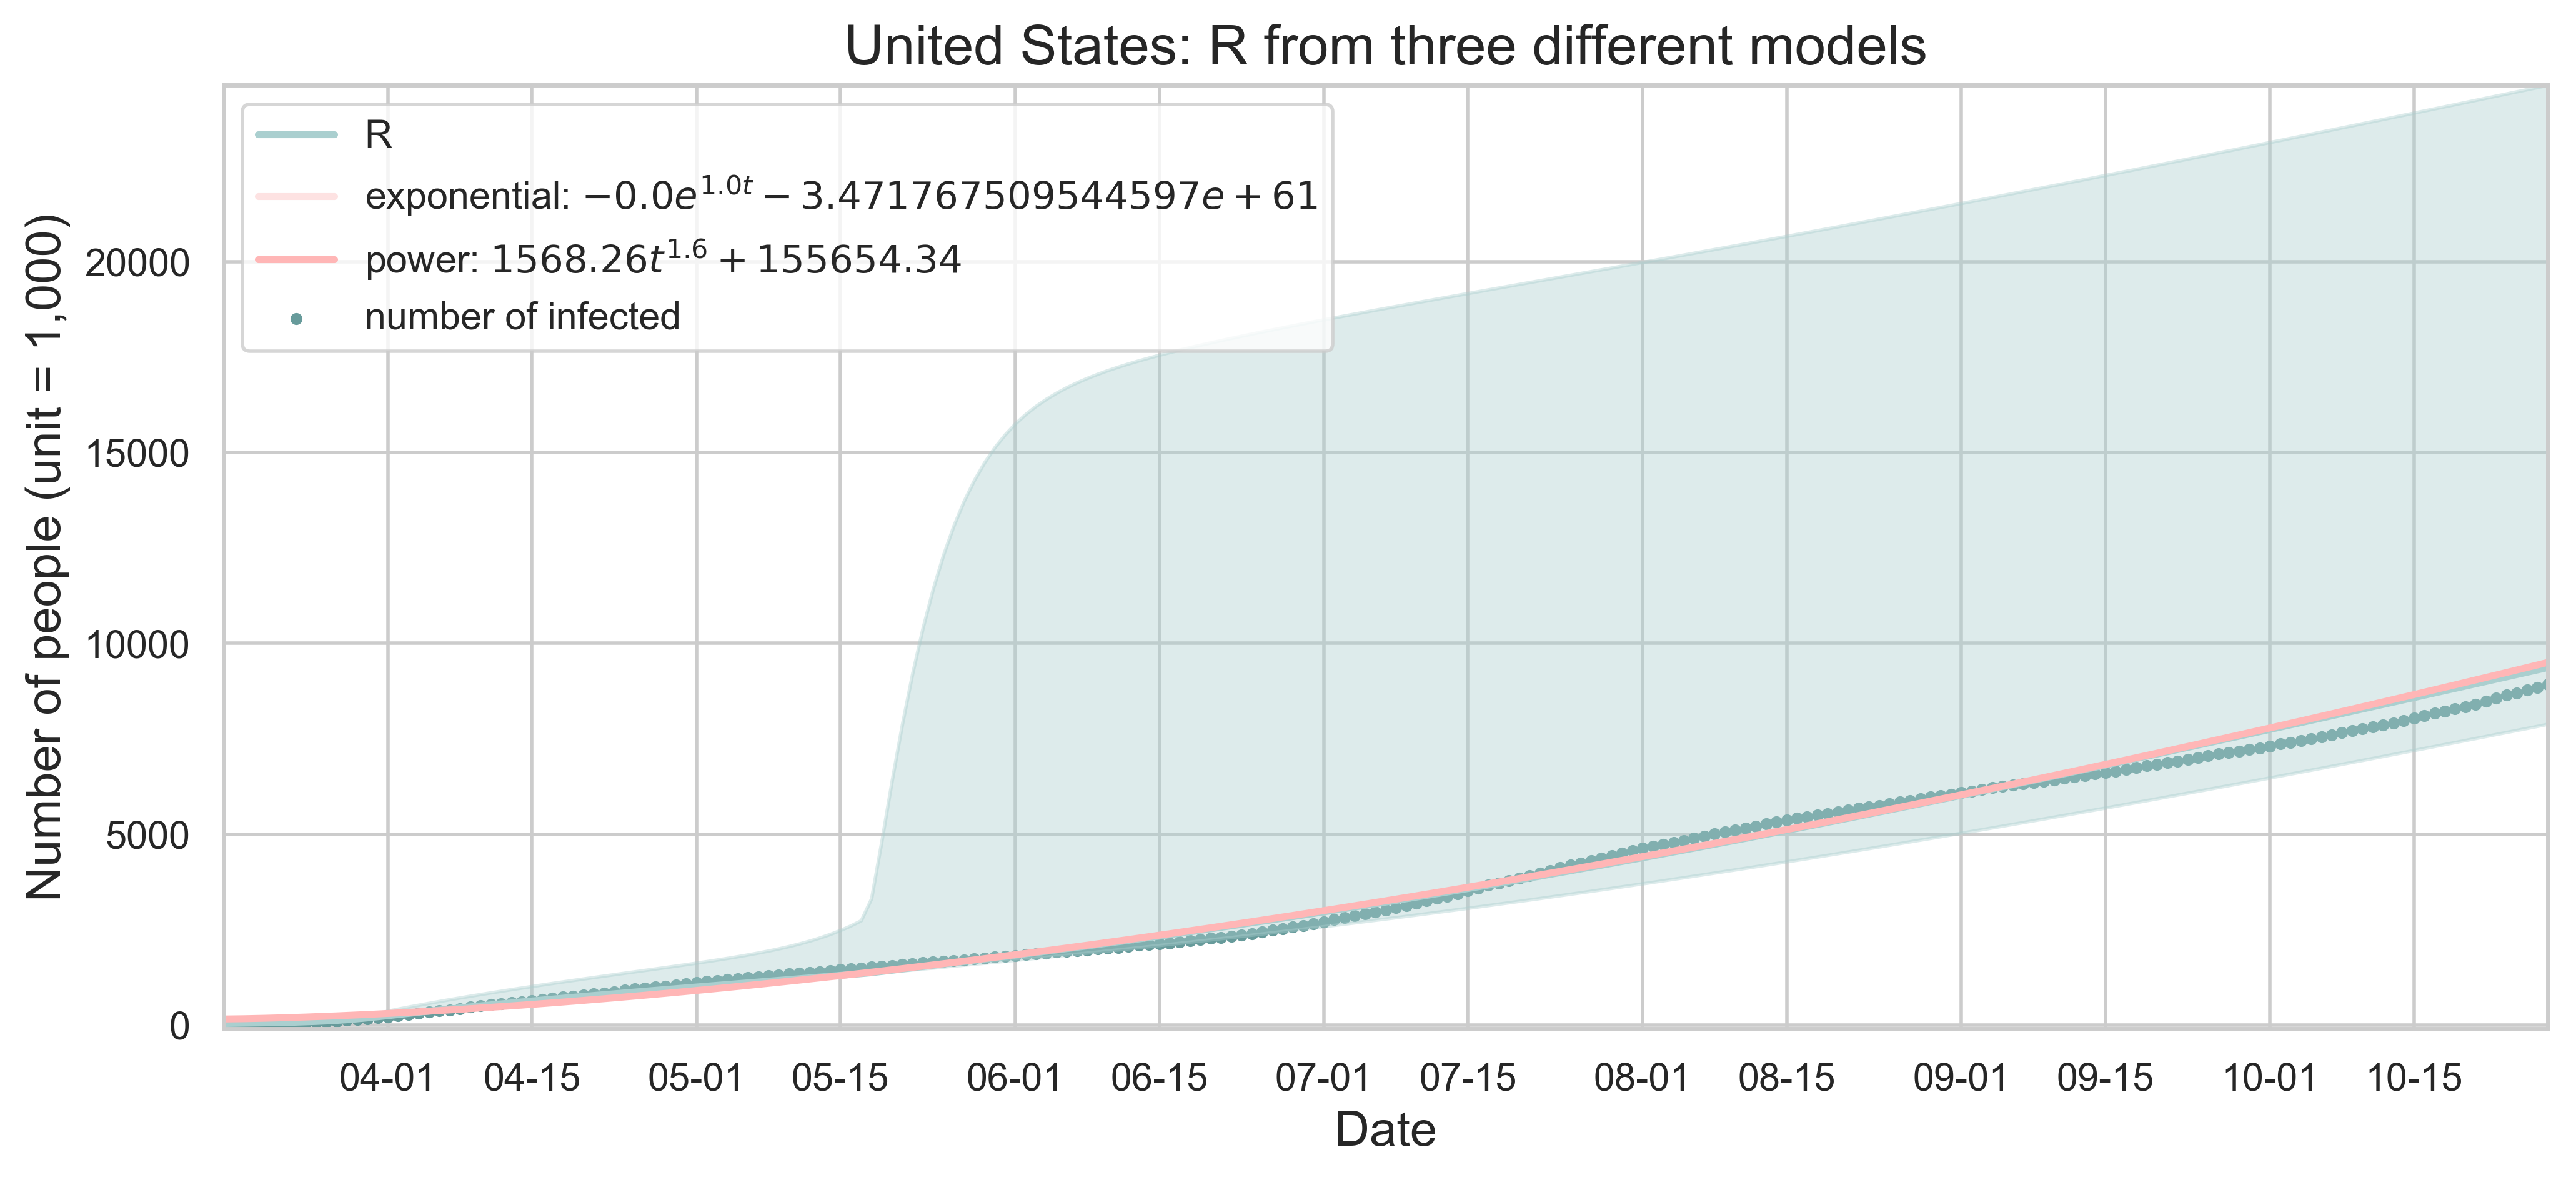 United States: R from three different models
R
exponential: −0.0e^{1.0t} − 3.471767509544597e + 61
power: 1568.26t^{1.6} + 155654.34
number of infected
Number of people (unit = 1,000)
20000
15000
10000
5000
0
04-01 04-15 05-01 05-15 06-01 06-15 07-01 07-15 08-01 08-15 09-01 09-15 10-01 10-15
Date